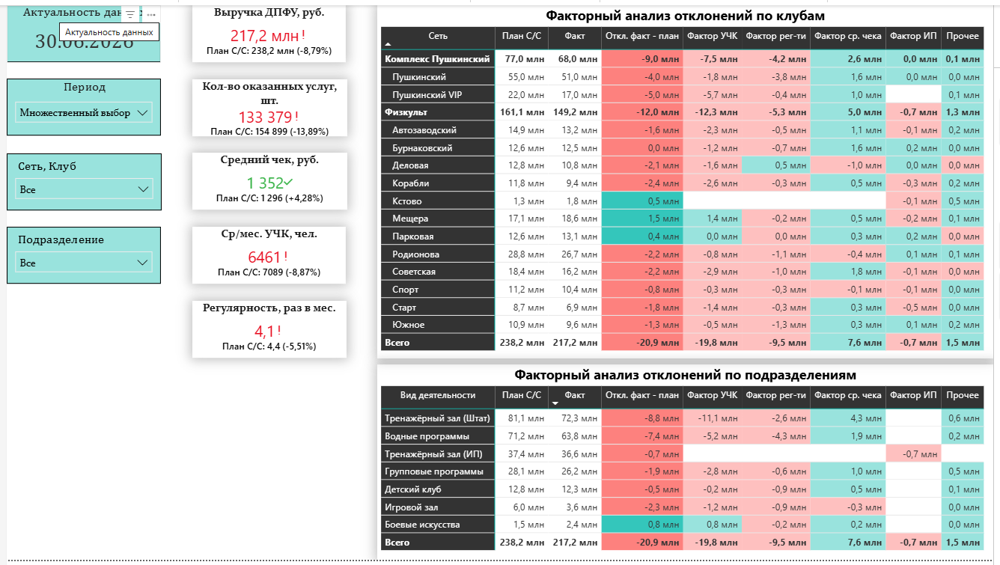 Актуальность данных
Актуальность данных
30.06.2026
Период
Множественный выбор
Сеть, Клуб
Все
Подразделение
Все
Выручка ДПФУ, руб.
217,2 млн!
План С/С: 238,2 млн (-8,79%)
Кол-во оказанных услуг,
шт.
133 379!
План С/С: 154 899 (-13,89%)
Средний чек, руб.
1 352
План С/С: 1 296 (+4,28%)
Ср/мес. УЧК, чел.
6461!
План С/С: 7089 (-8,87%)
Регулярность, раз в мес.
4,1!
План С/С: 4,4 (-5,51%)
Факторный анализ отклонений по клубам
Сеть План С/С Факт Откл. факт - план Фактор УЧК Фактор рег-ти Фактор ср. чека Фактор ИП Прочее
Комплекс Пушкинский 77,0 млн 68,0 млн -9,0 млн -7,5 млн -4,2 млн 2,6 млн 0,0 млн 0,1 млн
Пушкинский 55,0 млн 51,0 млн -4,0 млн -1,8 млн -3,8 млн 1,6 млн 0,0 млн 0,0 млн
Пушкинский VIP 22,0 млн 17,0 млн -5,0 млн -5,7 млн -0,4 млн 1,0 млн 0,1 млн
Физкульт 161,1 млн 149,2 млн -12,0 млн -12,3 млн -5,3 млн 5,0 млн -0,7 млн 1,3 млн
Автозаводский 14,9 млн 13,2 млн -1,6 млн -2,3 млн -0,5 млн 1,1 млн -0,1 млн 0,2 млн
Бурнаковский 12,6 млн 12,5 млн 0,0 млн -1,2 млн -0,7 млн 1,6 млн 0,2 млн 0,0 млн
Деловая 12,8 млн 10,8 млн -2,1 млн -1,6 млн 0,5 млн -1,0 млн 0,0 млн 0,0 млн
Корабли 11,8 млн 9,4 млн -2,4 млн -2,6 млн -0,3 млн 0,5 млн -0,3 млн 0,2 млн
Кстово 1,3 млн 1,8 млн 0,5 млн -0,1 млн 0,5 млн
Мещера 17,1 млн 18,6 млн 1,5 млн 1,4 млн -0,2 млн 0,5 млн -0,2 млн 0,1 млн
Парковая 12,6 млн 13,1 млн 0,4 млн 0,0 млн 0,0 млн 0,3 млн 0,2 млн 0,0 млн
Родионова 28,8 млн 26,7 млн -2,2 млн -0,8 млн -1,1 млн -0,4 млн 0,1 млн 0,1 млн
Советская 18,4 млн 16,2 млн -2,2 млн -2,9 млн -1,0 млн 1,8 млн -0,1 млн 0,0 млн
Спорт 11,2 млн 10,4 млн -0,8 млн -0,3 млн -0,3 млн -0,1 млн -0,1 млн 0,0 млн
Старт 8,7 млн 6,9 млн -1,8 млн -1,4 млн -0,3 млн 0,3 млн -0,5 млн 0,0 млн
Южное 10,9 млн 9,6 млн -1,3 млн -0,5 млн -1,3 млн 0,3 млн 0,1 млн 0,2 млн
Всего 238,2 млн 217,2 млн -20,9 млн -19,8 млн -9,5 млн 7,6 млн -0,7 млн 1,5 млн
Факторный анализ отклонений по подразделениям
Вид деятельности План С/С Факт Откл. факт - план Фактор УЧК Фактор рег-ти Фактор ср. чека Фактор ИП Прочее
Тренажёрный зал (Штат) 81,1 млн 72,3 млн -8,8 млн -11,1 млн -2,6 млн 4,3 млн 0,6 млн
Водные программы 71,2 млн 63,8 млн -7,4 млн -5,2 млн -4,3 млн 1,9 млн 0,2 млн
Тренажёрный зал (ИП) 37,4 млн 36,6 млн -0,7 млн -0,7 млн
Групповые программы 28,1 млн 26,2 млн -1,9 млн -2,8 млн -0,6 млн 1,0 млн 0,5 млн
Детский клуб 12,8 млн 12,3 млн -0,5 млн -0,2 млн -0,9 млн 0,5 млн 0,1 млн
Игровой зал 6,0 млн 3,6 млн -2,3 млн -1,2 млн -0,9 млн -0,3 млн 0,0 млн
Боевые искусства 1,5 млн 2,4 млн 0,8 млн 0,8 млн -0,2 млн 0,2 млн 0,0 млн
Всего 238,2 млн 217,2 млн -20,9 млн -19,8 млн -9,5 млн 7,6 млн -0,7 млн 1,5 млн